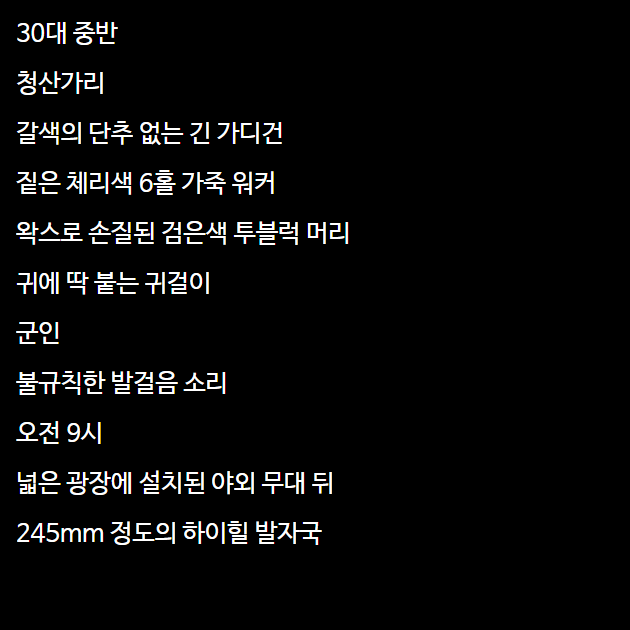 30대 중반
청산가리
갈색의 단추 없는 긴 가디건
짙은 체리색 6홀 가죽 워커
왁스로 손질된 검은색 투블럭 머리
귀에 딱 붙는 귀걸이
군인
불규칙한 발걸음 소리
오전 9시
넓은 광장에 설치된 야외 무대 뒤
245mm 정도의 하이힐 발자국